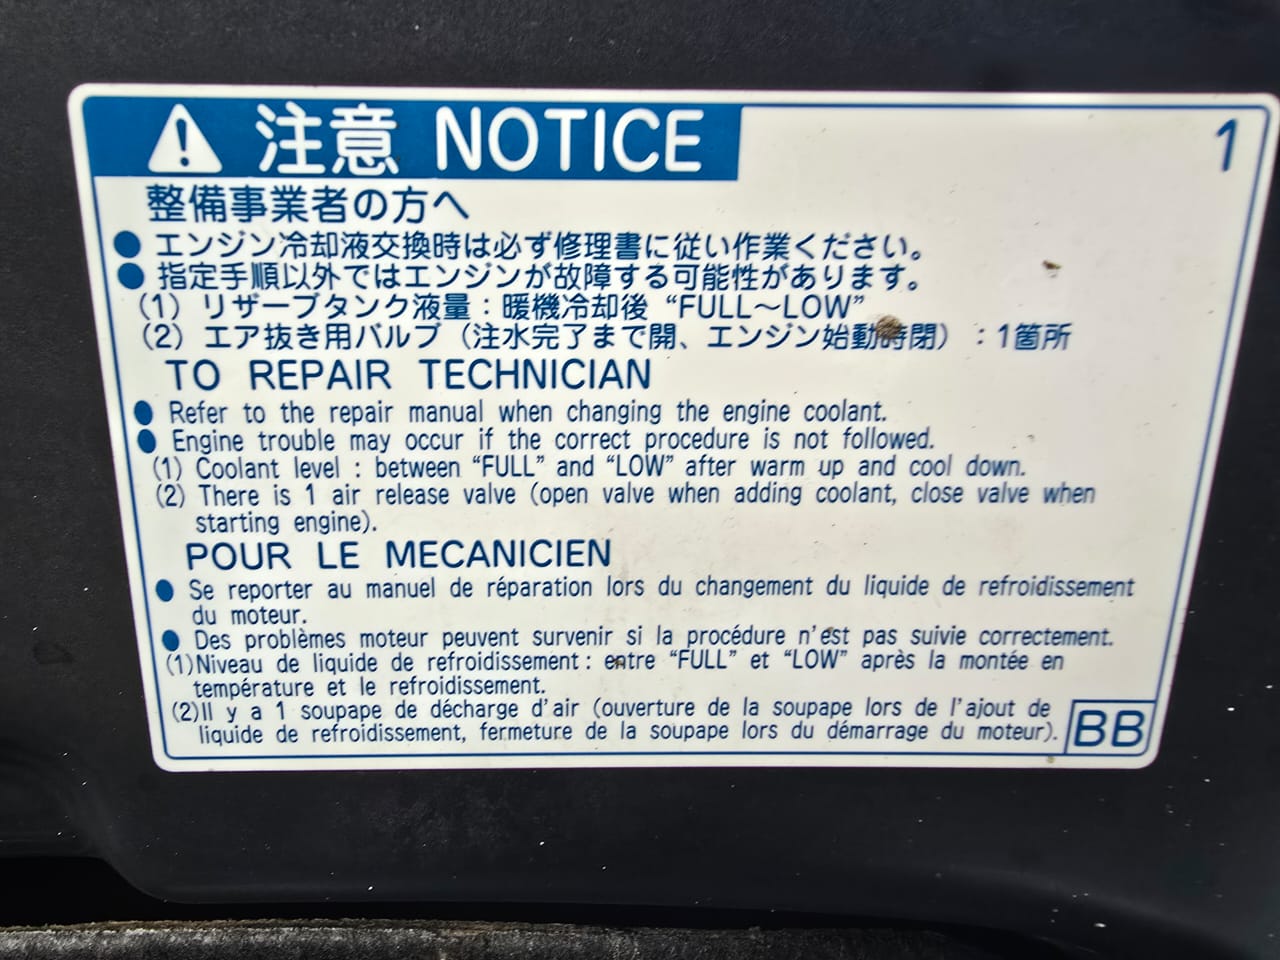 注意 NOTICE
1
整備事業者の方へ
● エンジン冷却液交換時は必ず修理書に従い作業ください。
● 指定手順以外ではエンジンが故障する可能性があります。
(1) リザーブタンク液量：暖機冷却後 “FULL～LOW”
(2) エア抜き用バルブ（注水完了まで開、エンジン始動時閉）：1箇所
TO REPAIR TECHNICIAN
● Refer to the repair manual when changing the engine coolant.
● Engine trouble may occur if the correct procedure is not followed.
(1) Coolant level : between “FULL” and “LOW” after warm up and cool down.
(2) There is 1 air release valve (open valve when adding coolant, close valve when
starting engine).
POUR LE MECANICIEN
● Se reporter au manuel de réparation lors du changement du liquide de refroidissement
du moteur.
● Des problèmes moteur peuvent survenir si la procédure n'est pas suivie correctement.
(1)Niveau de liquide de refroidissement : entre “FULL” et “LOW” après la montée en
température et le refroidissement.
(2)Il y a 1 soupape de décharge d'air (ouverture de la soupape lors de l'ajout de
liquide de refroidissement, fermeture de la soupape lors du démarrage du moteur).
BB